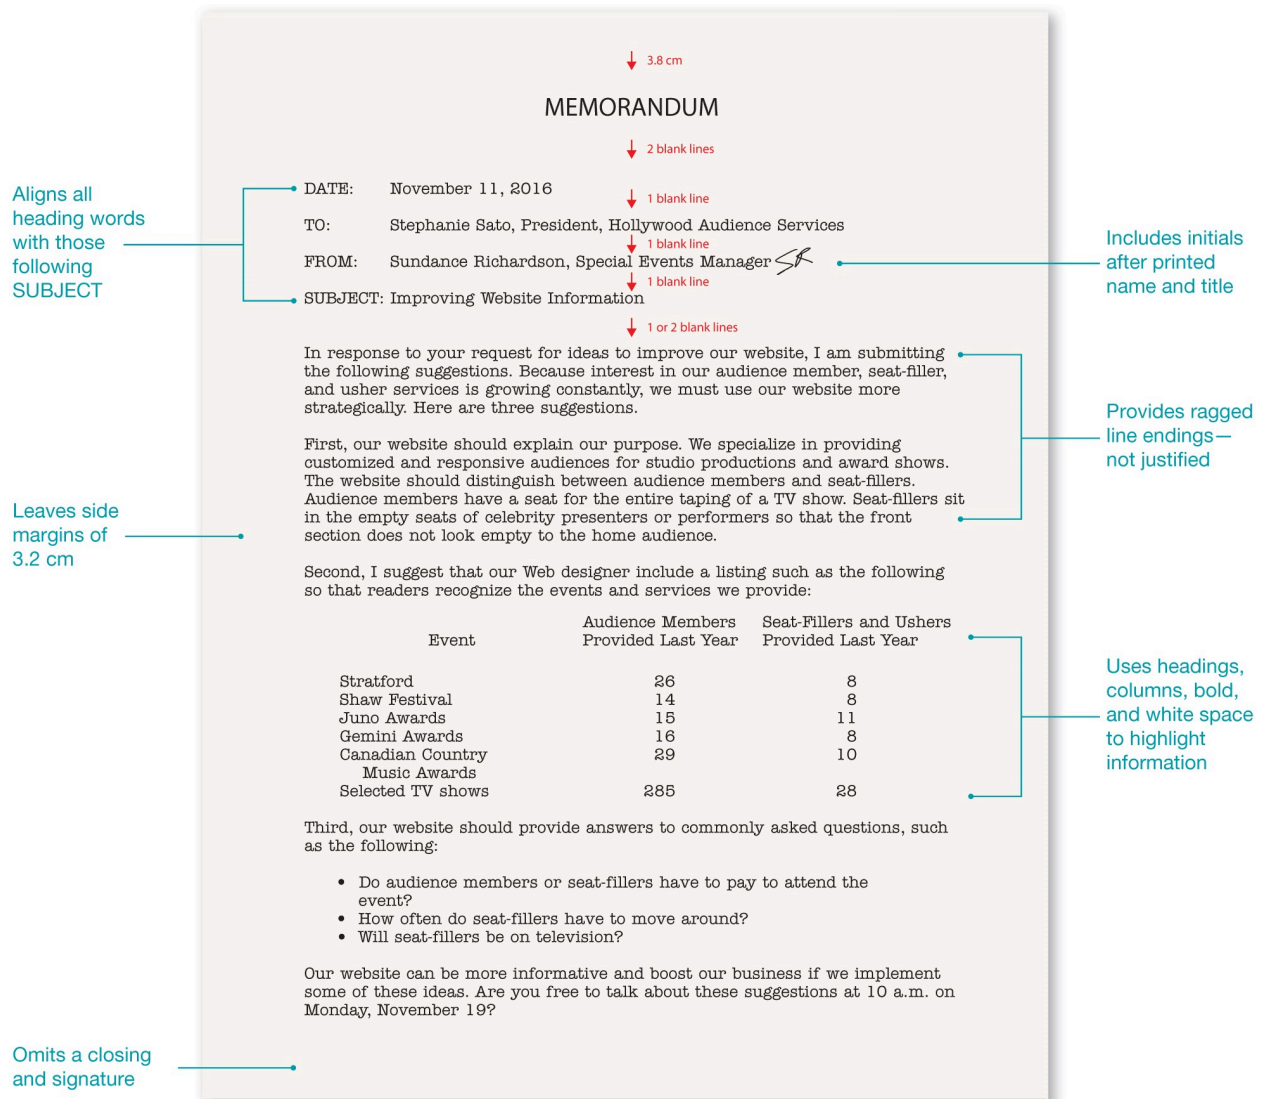 3.8 cm
MEMORANDUM
2 blank lines
Aligns all
heading words
with those
following
SUBJECT
DATE: November 11, 2016
1 blank line
TO: Stephanie Sato, President, Hollywood Audience Services
1 blank line
FROM: Sundance Richardson, Special Events Manager SR
1 blank line
SUBJECT: Improving Website Information
1 or 2 blank lines
Includes initials
after printed
name and title
In response to your request for ideas to improve our website, I am submitting
the following suggestions. Because interest in our audience member, seat-filler,
and usher services is growing constantly, we must use our website more
strategically. Here are three suggestions.
First, our website should explain our purpose. We specialize in providing
customized and responsive audiences for studio productions and award shows.
The website should distinguish between audience members and seat-fillers.
Audience members have a seat for the entire taping of a TV show. Seat-fillers sit
in the empty seats of celebrity presenters or performers so that the front
section does not look empty to the home audience.
Provides ragged
line endings—
not justified
Leaves side
margins of
3.2 cm
Second, I suggest that our Web designer include a listing such as the following
so that readers recognize the events and services we provide:
Audience Members Seat-Fillers and Ushers
Event Provided Last Year Provided Last Year
Stratford 26 8
Shaw Festival 14 8
Juno Awards 15 11
Gemini Awards 16 8
Canadian Country 29 10
Music Awards
Selected TV shows 285 28
Uses headings,
columns, bold,
and white space
to highlight
information
Third, our website should provide answers to commonly asked questions, such
as the following:
• Do audience members or seat-fillers have to pay to attend the
event?
• How often do seat-fillers have to move around?
• Will seat-fillers be on television?
Our website can be more informative and boost our business if we implement
some of these ideas. Are you free to talk about these suggestions at 10 a.m. on
Monday, November 19?
Omits a closing
and signature